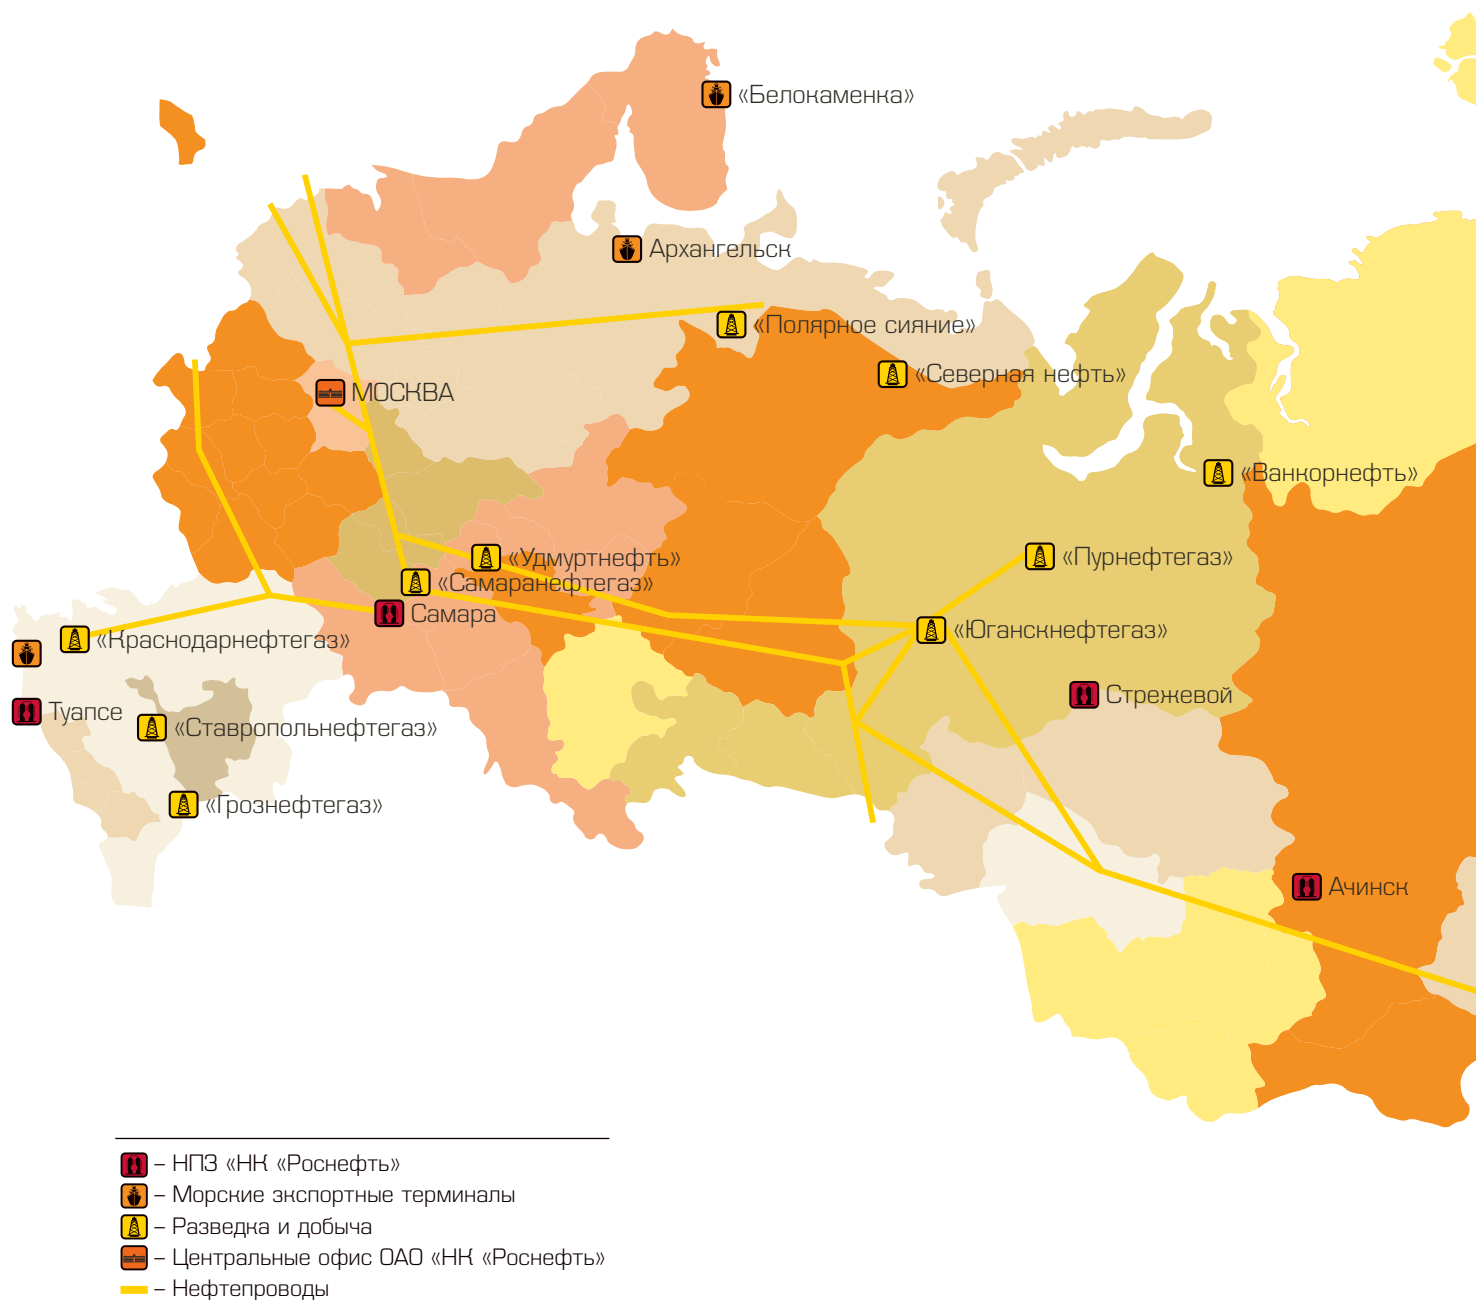 «Белокаменка»
Архангельск
«Полярное сияние»
«Северная нефть»
МОСКВА
«Ванкорнефть»
«Удмуртнефть»
«Пурнефтегаз»
«Самаранефтегаз»
Самара
«Юганскнефтегаз»
«Краснодарнефтегаз»
Стрежевой
Туапсе
«Ставропольнефтегаз»
«Грознефтегаз»
Ачинск
– НПЗ «НК «Роснефть»
– Морские экспортные терминалы
– Разведка и добыча
– Центральные офис ОАО «НК «Роснефть»
– Нефтепроводы